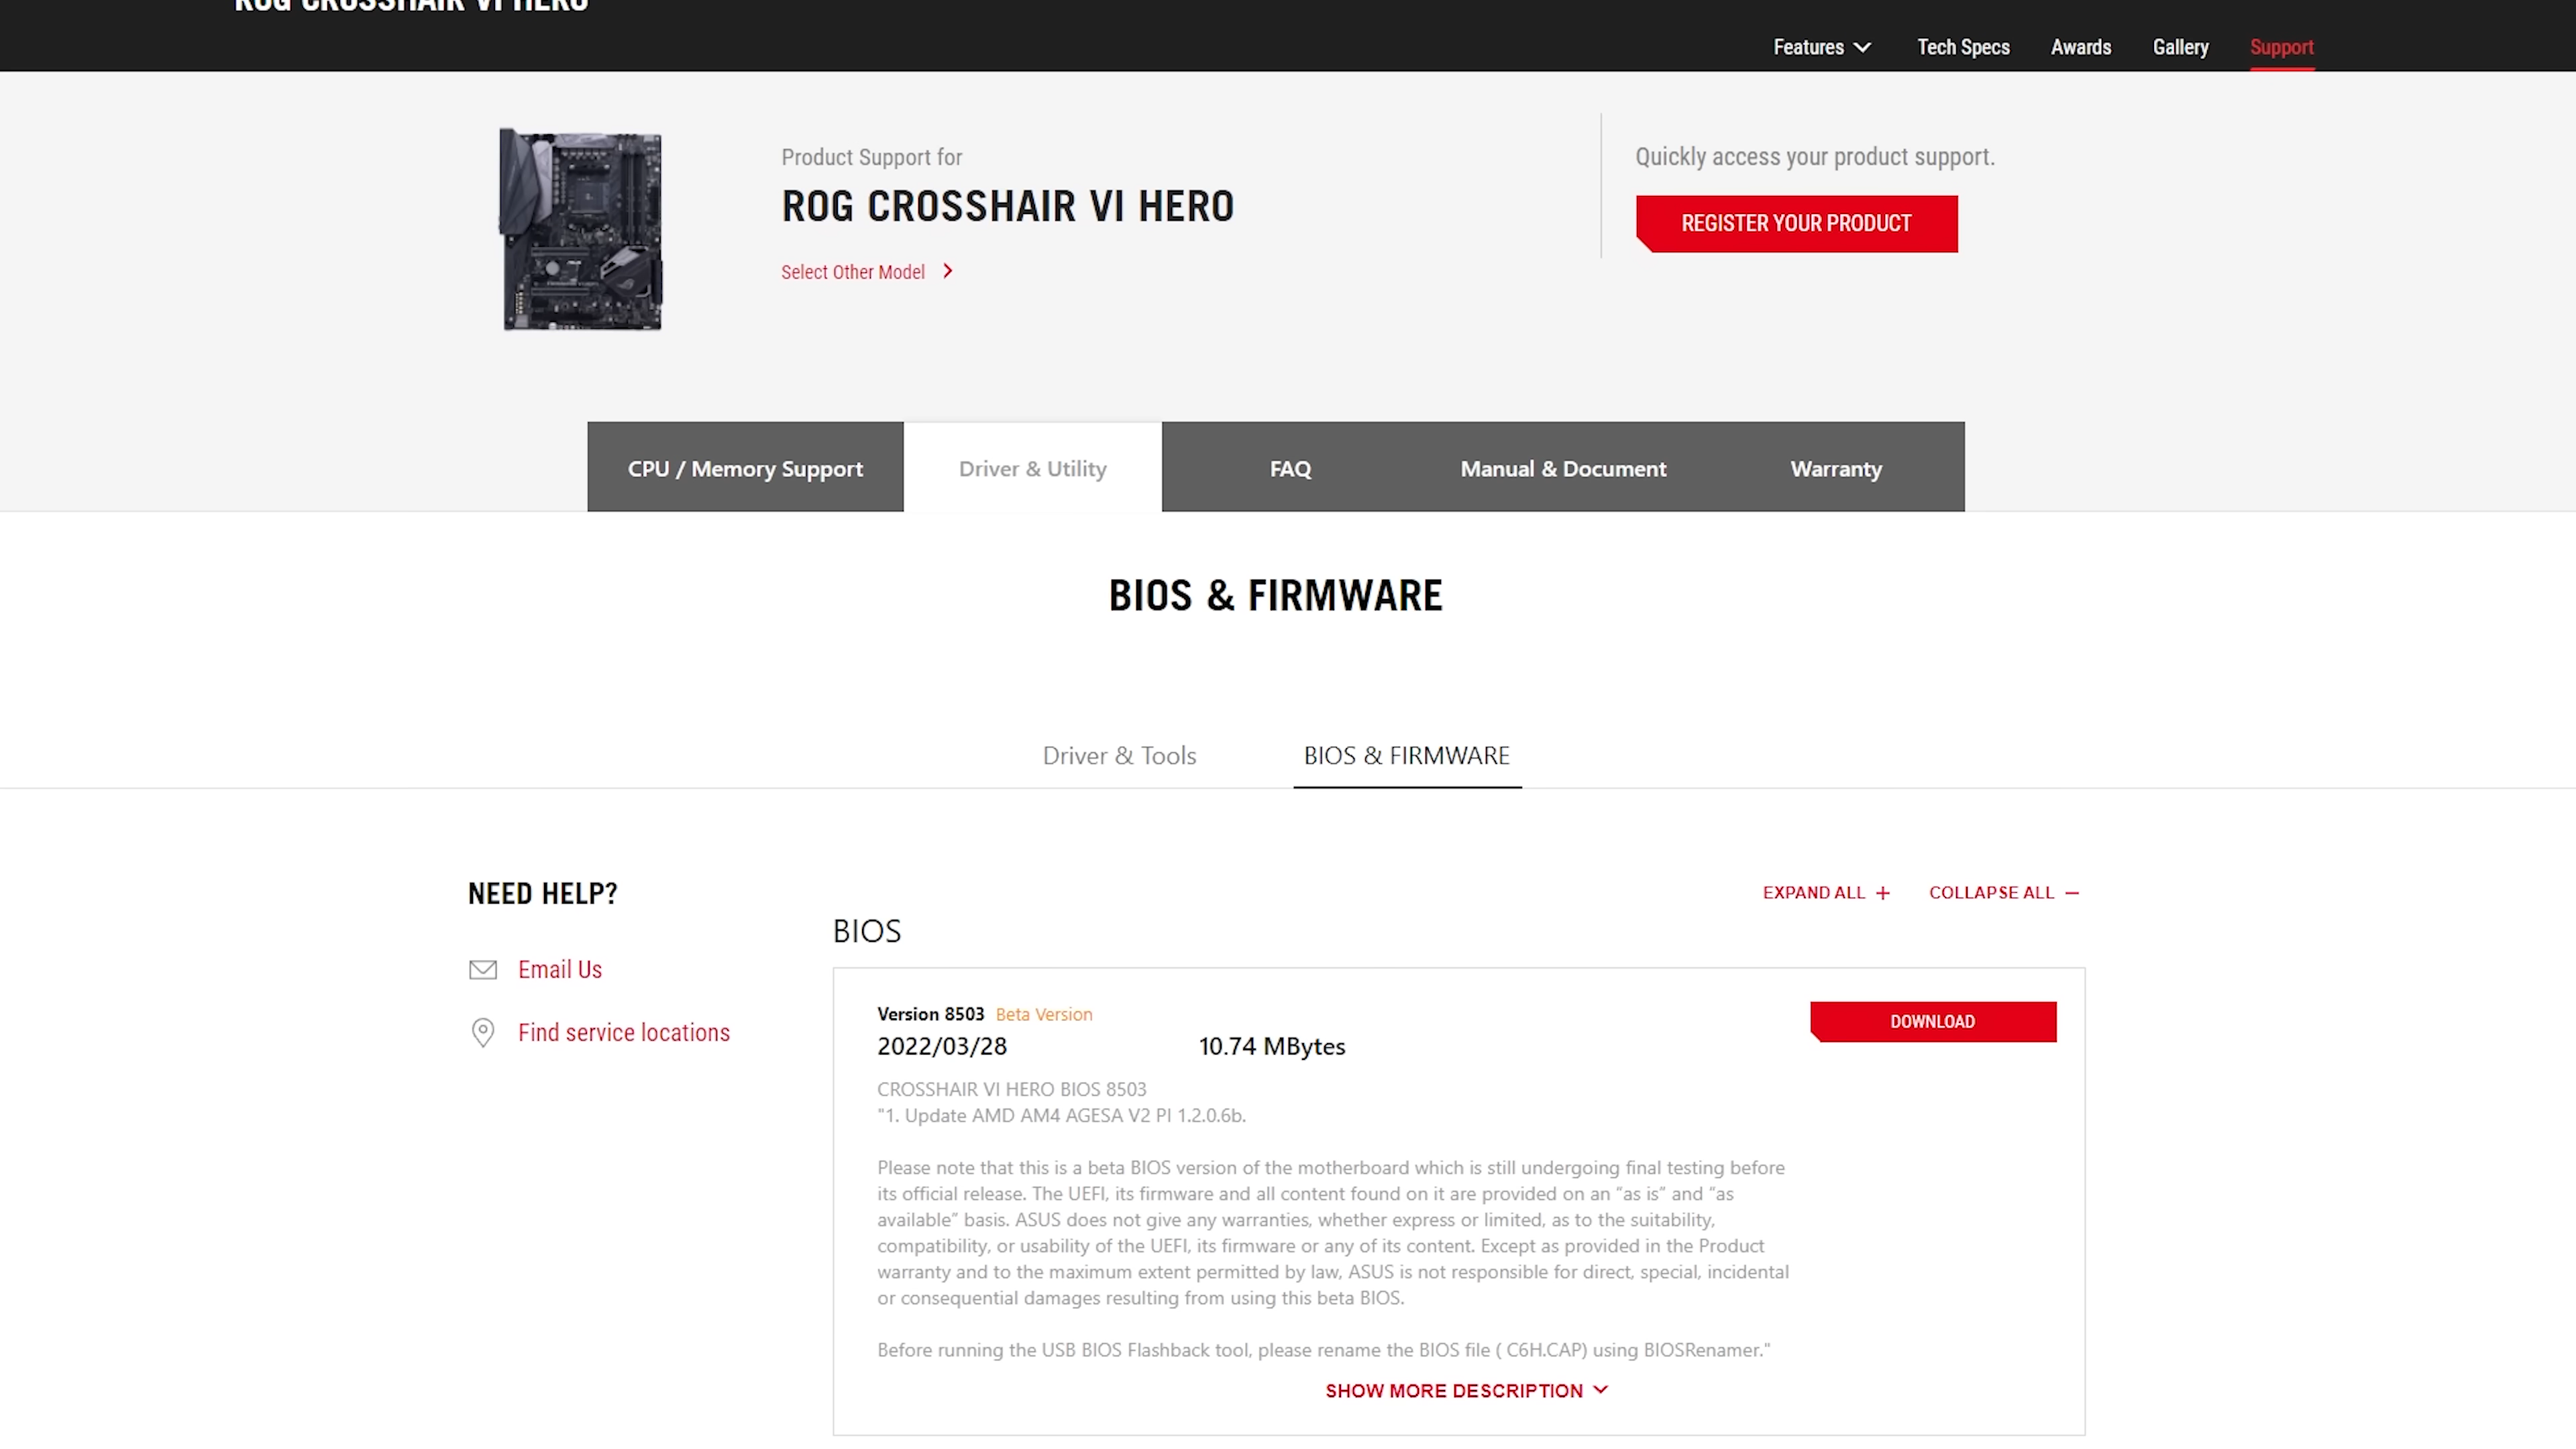 ROG CROSSHAIR VI HERO
Features
Tech Specs
Awards
Gallery
Support
Product Support for
ROG CROSSHAIR VI HERO
Select Other Model
Quickly access your product support.
REGISTER YOUR PRODUCT
CPU / Memory Support
Driver & Utility
FAQ
Manual & Document
Warranty
BIOS & FIRMWARE
Driver & Tools
BIOS & FIRMWARE
NEED HELP?
Email Us
Find service locations
EXPAND ALL +
COLLAPSE ALL −
BIOS
Version 8503 Beta Version
2022/03/28 10.74 MBytes
DOWNLOAD
CROSSHAIR VI HERO BIOS 8503
"1. Update AMD AM4 AGESA V2 PI 1.2.0.6b.
Please note that this is a beta BIOS version of the motherboard which is still undergoing final testing before
its official release. The UEFI, its firmware and all content found on it are provided on an “as is” and “as
available” basis. ASUS does not give any warranties, whether express or limited, as to the suitability,
compatibility, or usability of the UEFI, its firmware or any of its content. Except as provided in the Product
warranty and to the maximum extent permitted by law, ASUS is not responsible for direct, special, incidental
or consequential damages resulting from using this beta BIOS.
Before running the USB BIOS Flashback tool, please rename the BIOS file ( C6H.CAP) using BIOSRenamer."
SHOW MORE DESCRIPTION